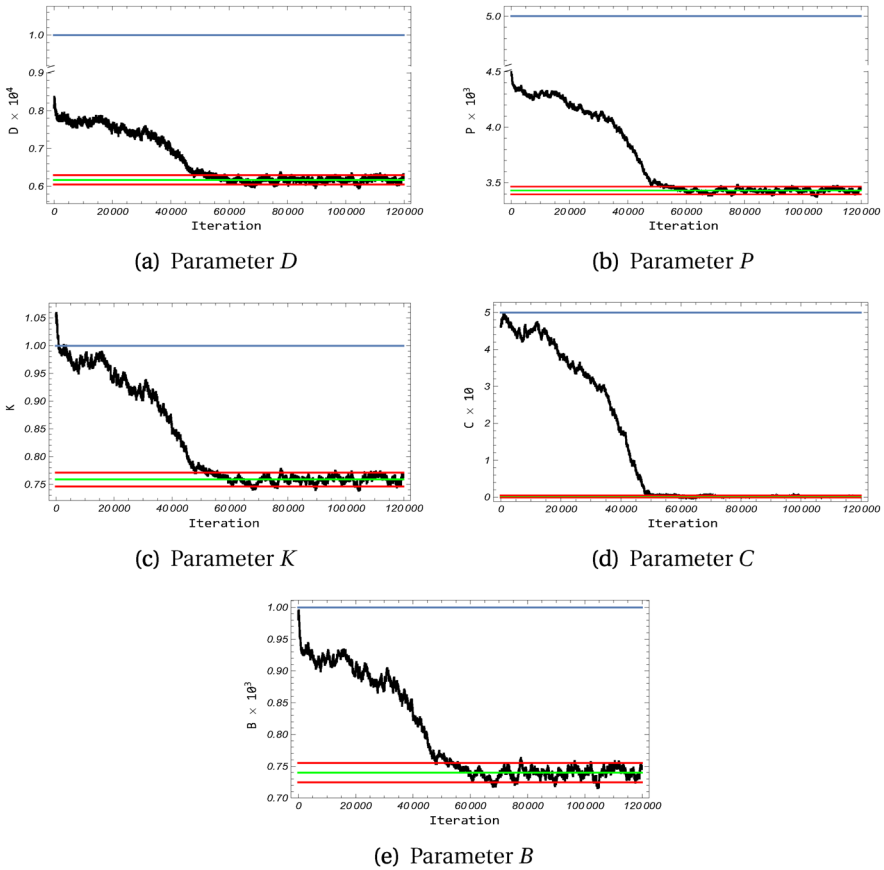 1.0
0.9
0.8
0.7
0.6
D × 10⁴
0 20000 40000 60000 80000 100000 120000
Iteration
(a) Parameter D
5.0
4.5
4.0
3.5
P × 10³
0 20000 40000 60000 80000 100000 120000
Iteration
(b) Parameter P
1.05
1.00
0.95
0.90
0.85
0.80
0.75
K
0 20000 40000 60000 80000 100000 120000
Iteration
(c) Parameter K
5
4
3
2
1
0
C × 10
0 20000 40000 60000 80000 100000 120000
Iteration
(d) Parameter C
1.00
0.95
0.90
0.85
0.80
0.75
0.70
B × 10³
0 20000 40000 60000 80000 100000 120000
Iteration
(e) Parameter B